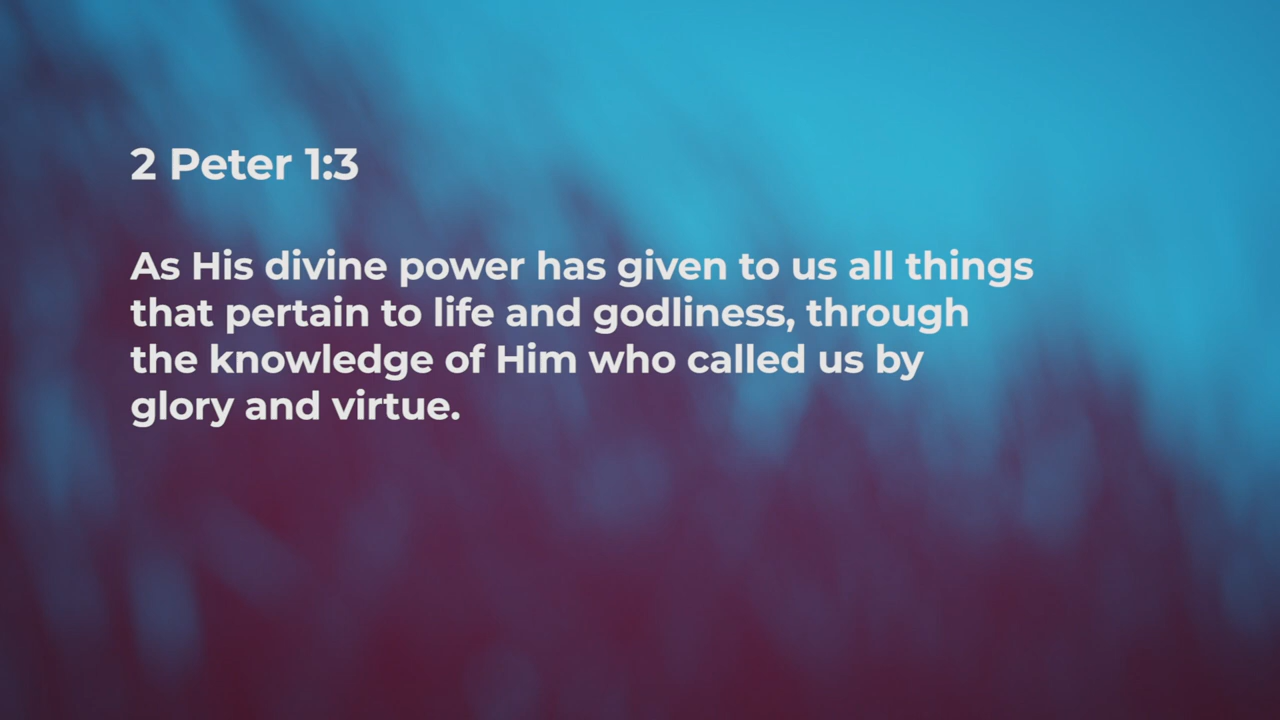 2 Peter 1:3
As His divine power has given to us all things
that pertain to life and godliness, through
the knowledge of Him who called us by
glory and virtue.